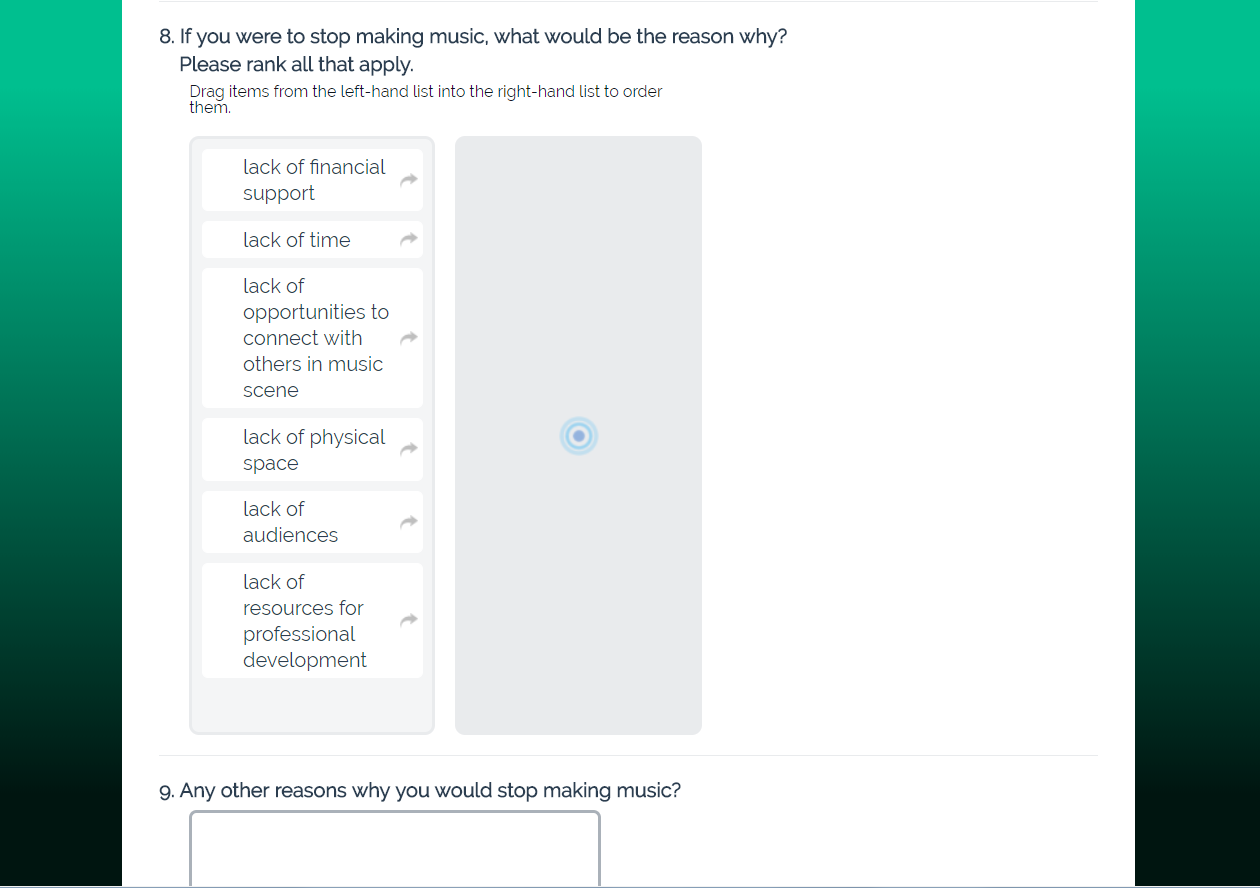 8. If you were to stop making music, what would be the reason why?
Please rank all that apply.
Drag items from the left-hand list into the right-hand list to order
them.
lack of financial
support
lack of time
lack of
opportunities to
connect with
others in music
scene
lack of physical
space
lack of
audiences
lack of
resources for
professional
development
9. Any other reasons why you would stop making music?